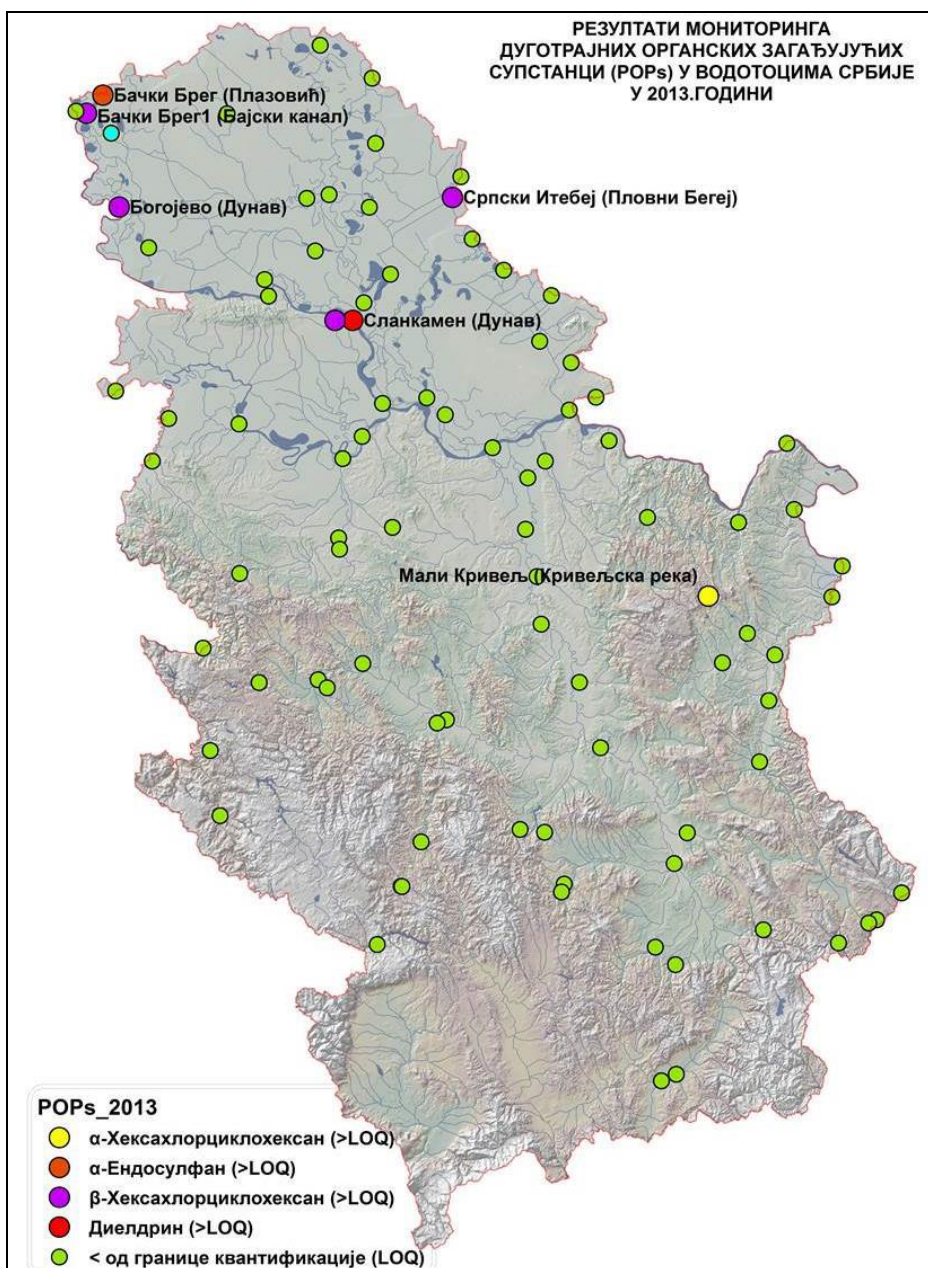 РЕЗУЛТАТИ МОНИТОРИНГА
ДУГОТРАЈНИХ ОРГАНСКИХ ЗАГАЂУЈУЋИХ
СУПСТАНЦИ (POPs) У ВОДОТОЦИМА СРБИЈЕ
У 2013.ГОДИНИ
Бачки Брег (Плазовић)
Бачки Брег1 (Бајски канал)
Српски Итебеј (Пловни Бегеј)
Богојево (Дунав)
Сланкамен (Дунав)
Мали Кривељ (Кривељска река)
POPs_2013
α-Хексахлорциклохексан (>LOQ)
α-Ендосулфан (>LOQ)
β-Хексахлорциклохексан (>LOQ)
Диелдрин (>LOQ)
< од границе квантификације (LOQ)